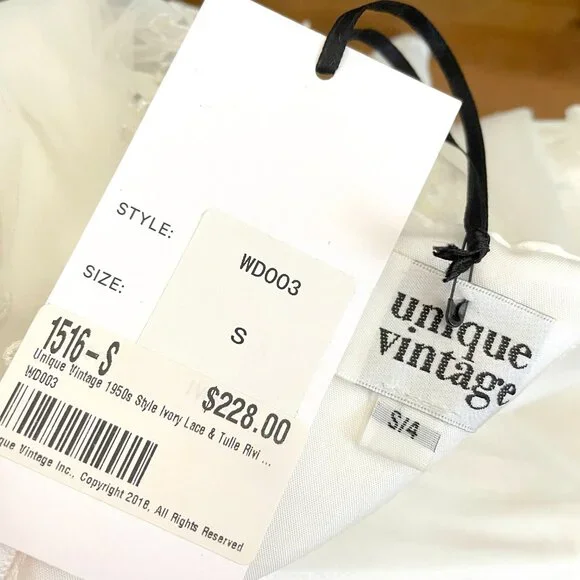 STYLE:
WD003
SIZE:
S
1516-S
Unique Vintage 1950s Style Ivory Lace & Tulle Rivi ...
WD003
$228.00
que Vintage Inc., Copyright 2018, All Rights Reserved
unique
vintage
S/4